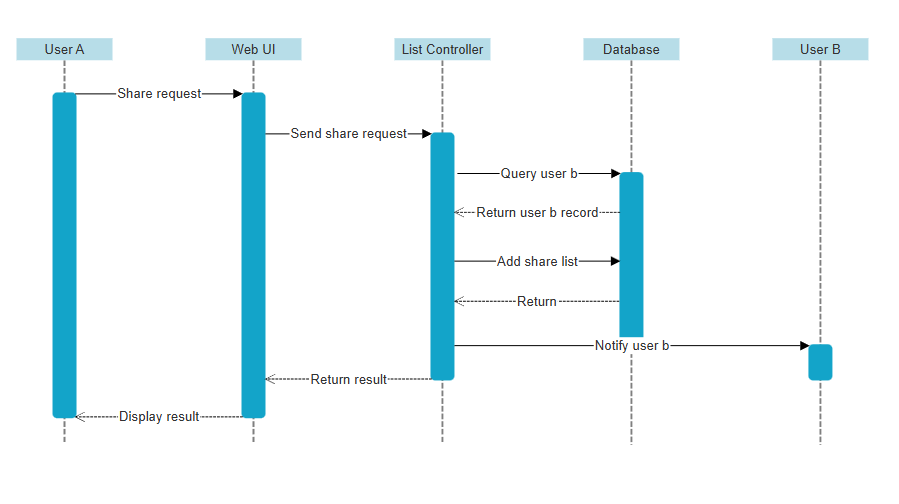 User A
Web UI
List Controller
Database
User B
Share request
Send share request
Query user b
Return user b record
Add share list
Return
Notify user b
Return result
Display result